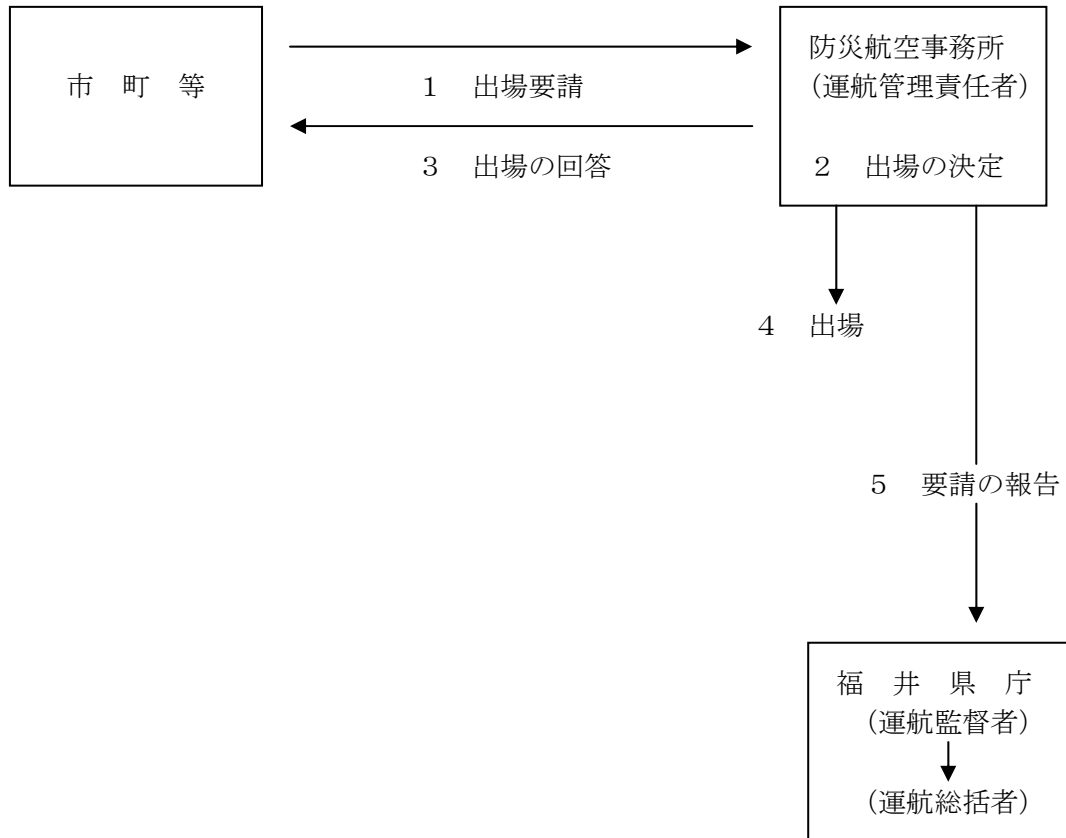 市　町　等
１　出場要請
３　出場の回答
防災航空事務所
（運航管理責任者）
２　出場の決定
４　出場
５　要請の報告
福　井　県　庁
（運航監督者）
（運航総括者）